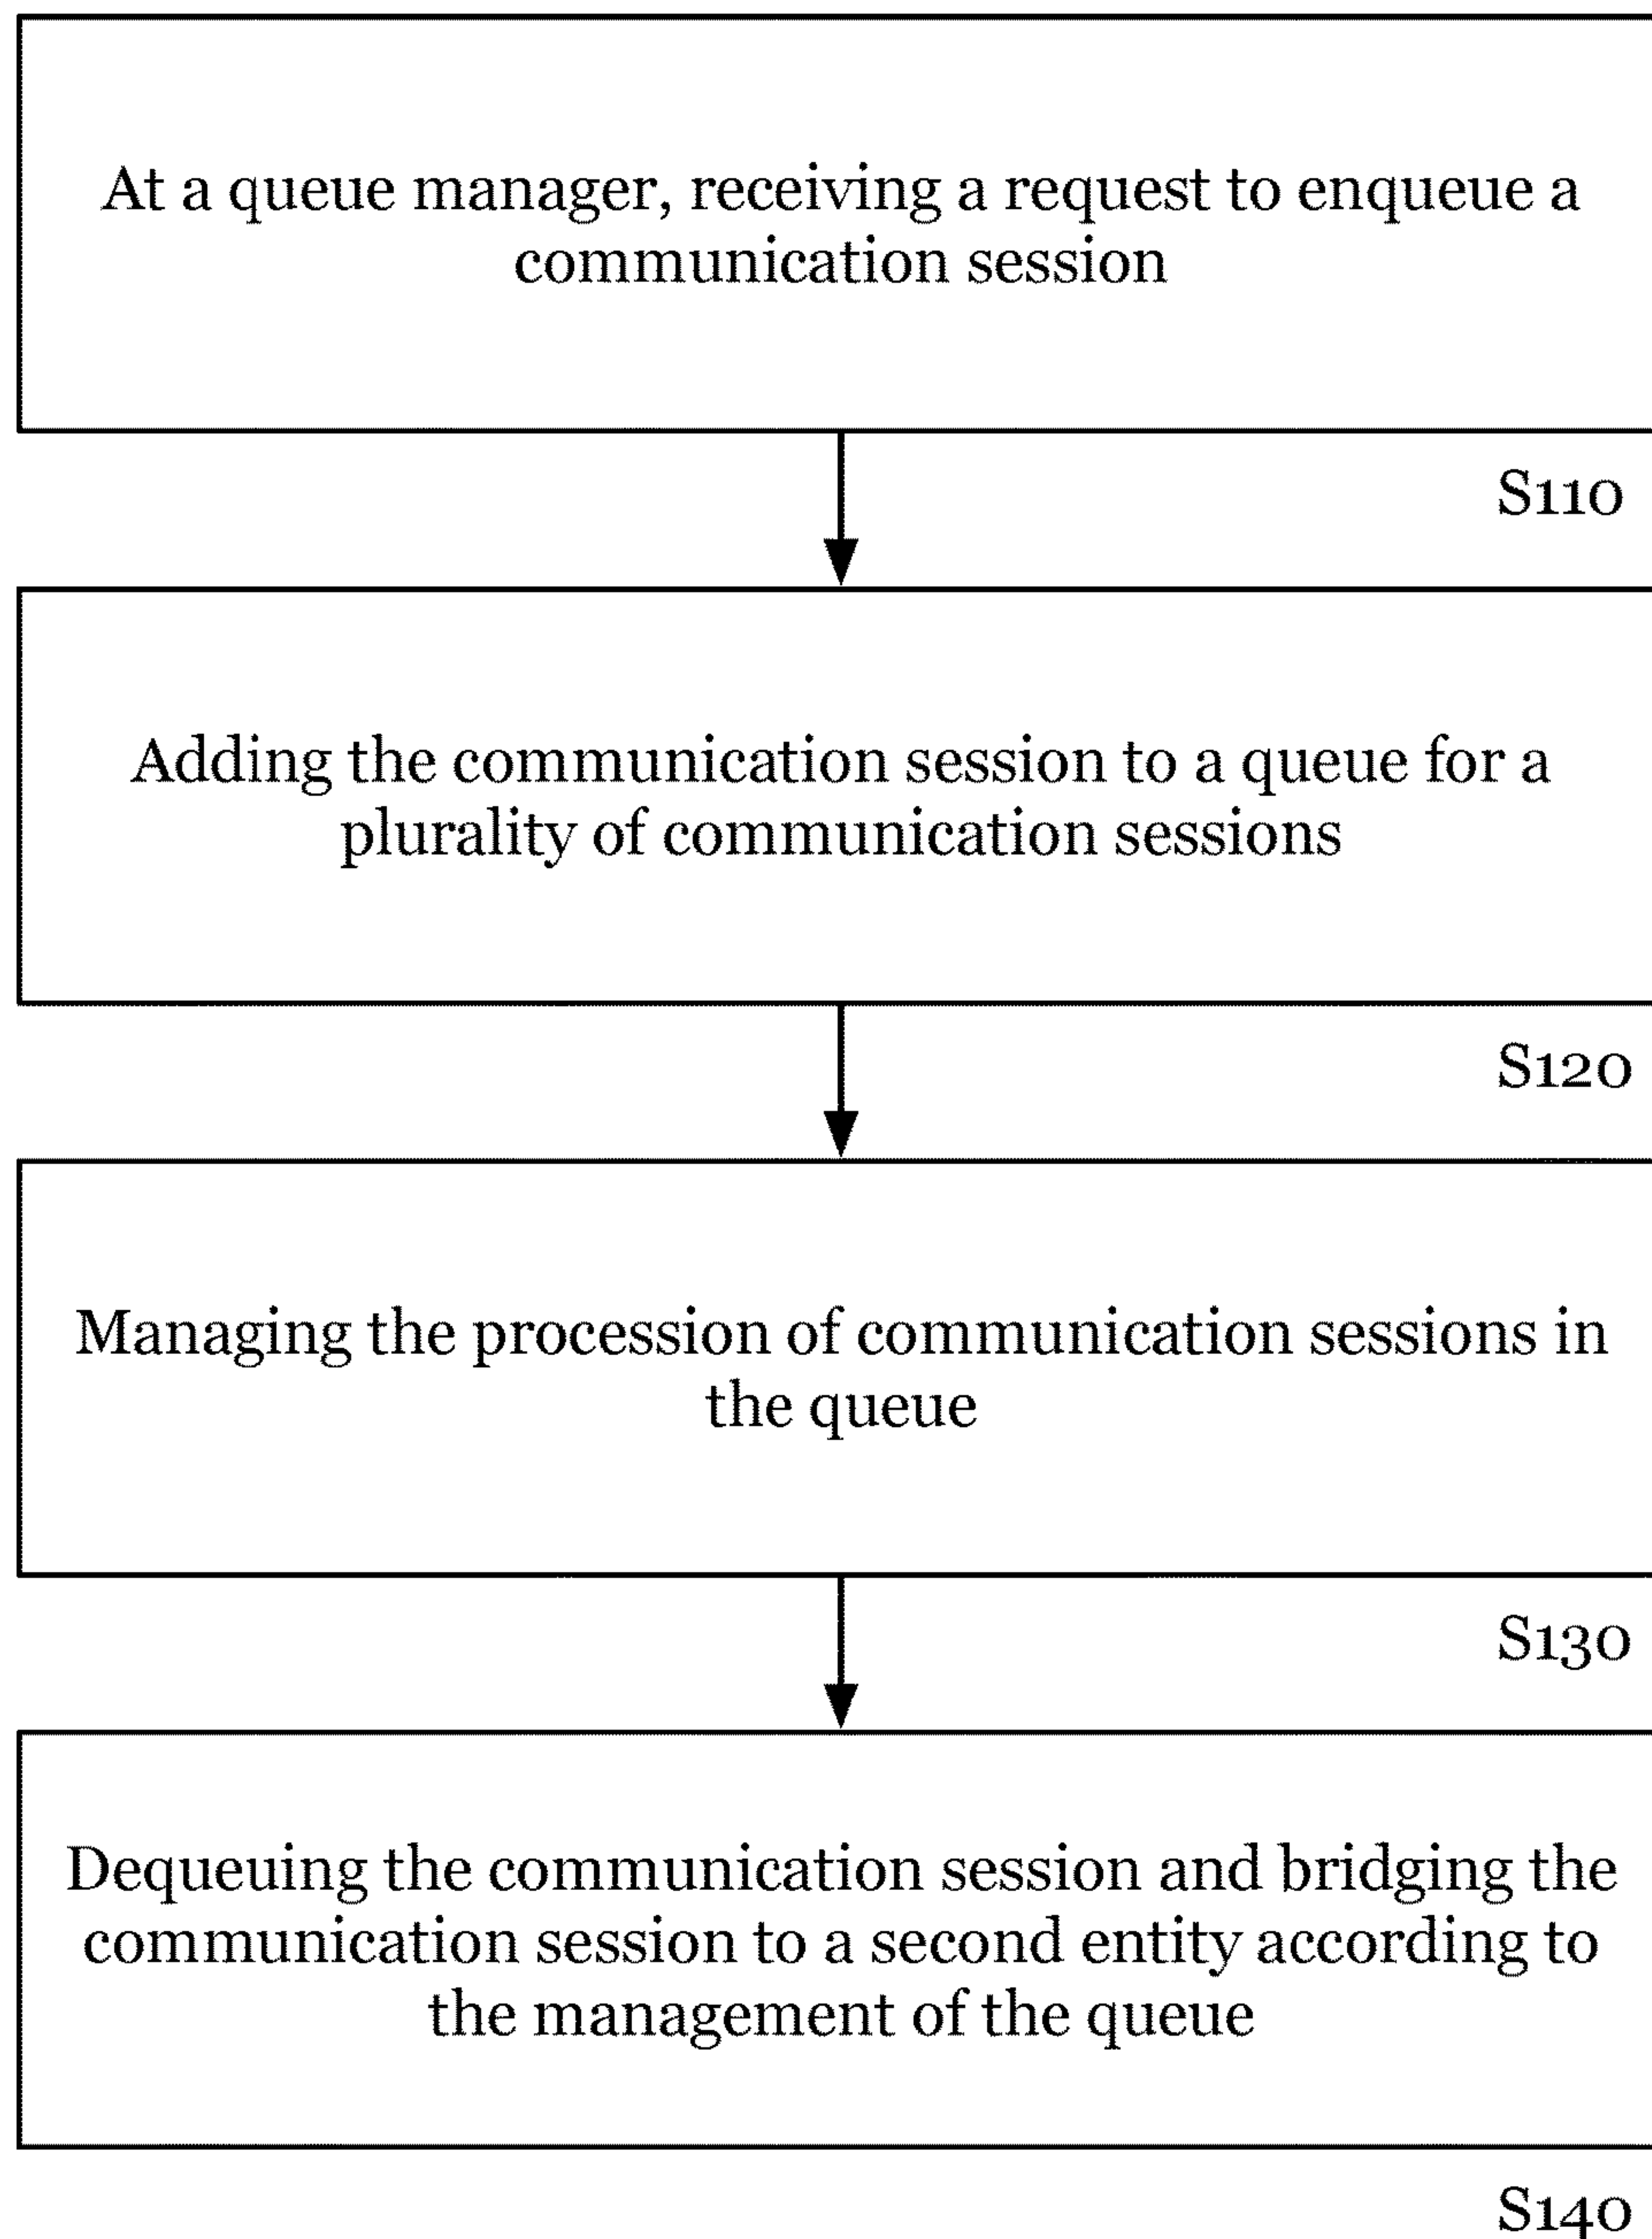 At a queue manager, receiving a request to enqueue a
communication session
S110
Adding the communication session to a queue for a
plurality of communication sessions
S120
Managing the procession of communication sessions in
the queue
S130
Dequeuing the communication session and bridging the
communication session to a second entity according to
the management of the queue
S140